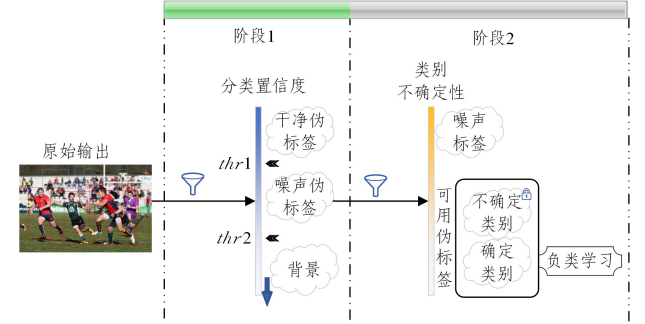 阶段1
阶段2
分类置信度
类别
不确定性
原始输出
干净伪
标签
thr1
噪声伪
标签
thr2
背景
噪声
标签
可用伪标签
不确定
类别
确定
类别
负类学习